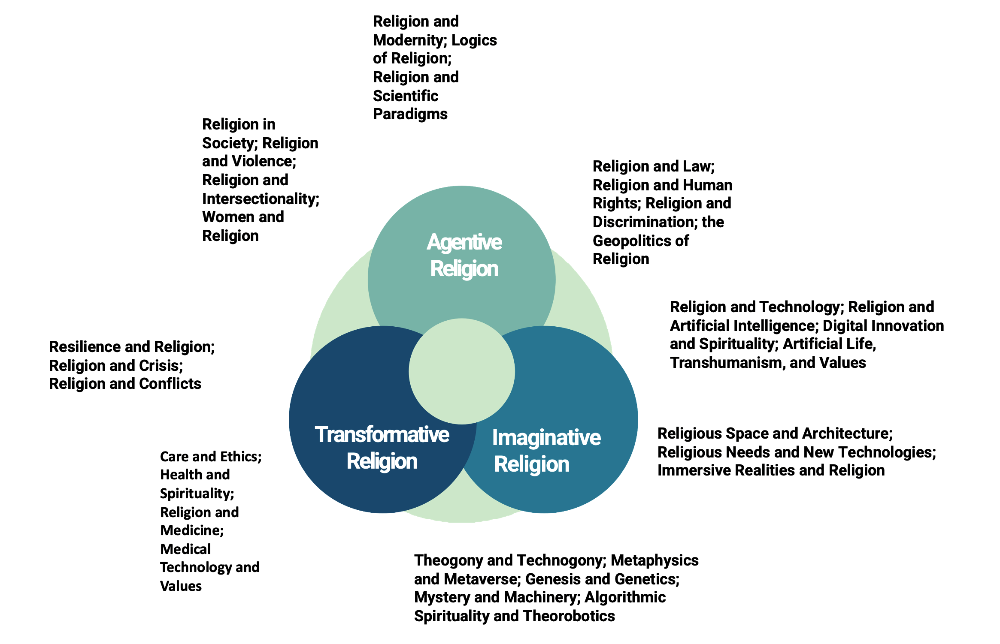 Religion and
Modernity; Logics
of Religion;
Religion and
Scientific
Paradigms
Religion in
Society; Religion
and Violence;
Religion and
Intersectionality;
Women and
Religion
Religion and Law;
Religion and Human
Rights; Religion and
Discrimination; the
Geopolitics of
Religion
Agentive
Religion
Religion and Technology; Religion and
Artificial Intelligence; Digital Innovation
and Spirituality; Artificial Life,
Transhumanism, and Values
Resilience and Religion;
Religion and Crisis;
Religion and Conflicts
Transformative
Religion
Imaginative
Religion
Religious Space and Architecture;
Religious Needs and New Technologies;
Immersive Realities and Religion
Care and Ethics;
Health and
Spirituality;
Religion and
Medicine;
Medical
Technology and
Values
Theogony and Technogony; Metaphysics
and Metaverse; Genesis and Genetics;
Mystery and Machinery; Algorithmic
Spirituality and Theorobotics